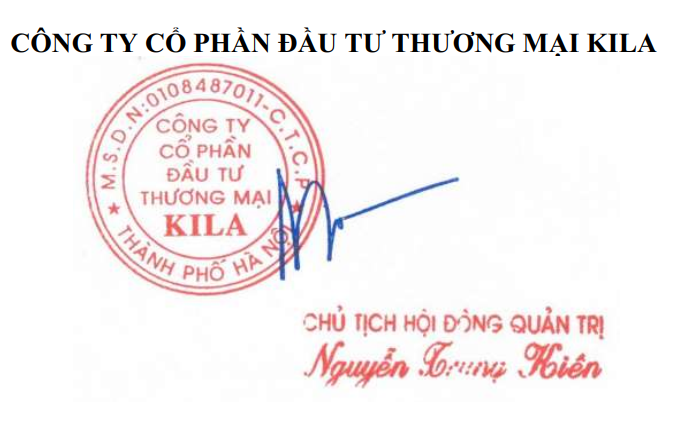 CÔNG TY CỔ PHẦN ĐẦU TƯ THƯƠNG MẠI KILA
M.S.D.N:0108487011-C.T.C.P
CÔNG TY
CỔ PHẦN
ĐẦU TƯ
THƯƠNG MẠI
KILA
THÀNH PHỐ HÀ NỘI
CHỦ TỊCH HỘI ĐỒNG QUẢN TRỊ
Nguyễn Trung Kiên